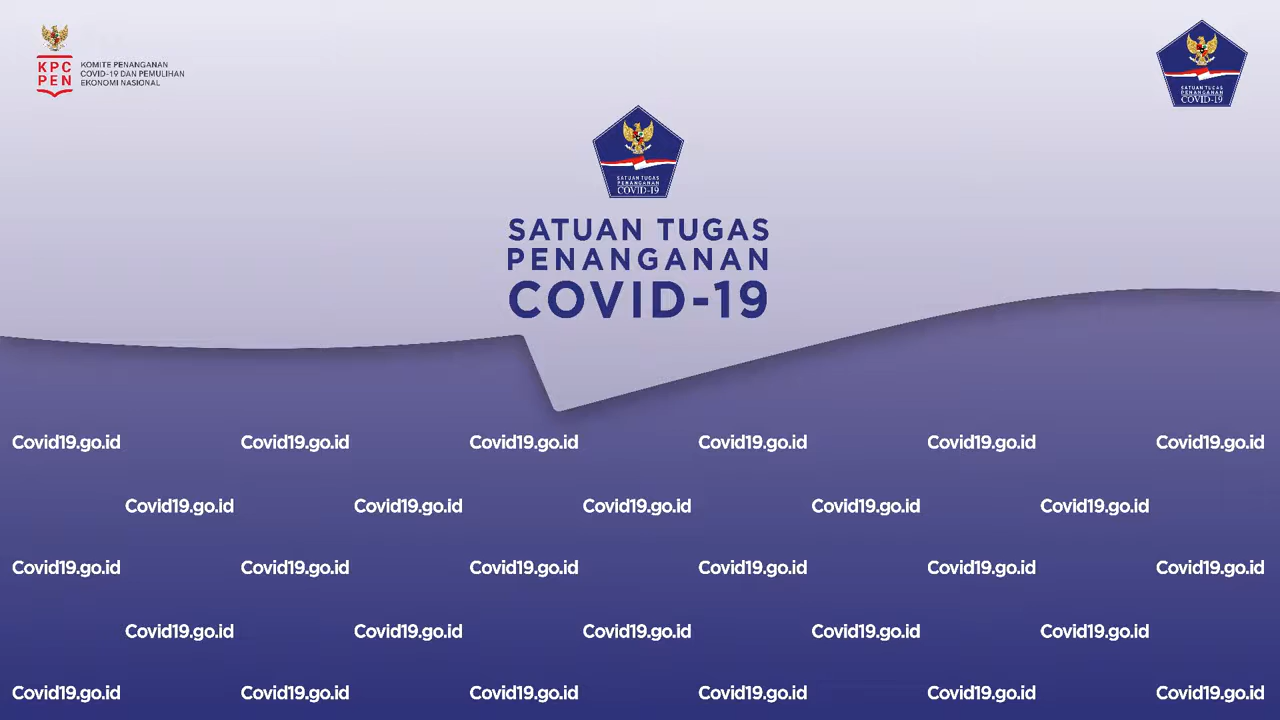 KPC
PEN
KOMITE PENANGANAN
COVID-19 DAN PEMULIHAN
EKONOMI NASIONAL
SATUAN TUGAS
PENANGANAN
COVID-19
SATUAN TUGAS
PENANGANAN
COVID-19
SATUAN TUGAS
PENANGANAN
COVID-19
Covid19.go.id Covid19.go.id Covid19.go.id Covid19.go.id Covid19.go.id Covid19.go.id
Covid19.go.id Covid19.go.id Covid19.go.id Covid19.go.id Covid19.go.id
Covid19.go.id Covid19.go.id Covid19.go.id Covid19.go.id Covid19.go.id Covid19.go.id
Covid19.go.id Covid19.go.id Covid19.go.id Covid19.go.id Covid19.go.id
Covid19.go.id Covid19.go.id Covid19.go.id Covid19.go.id Covid19.go.id Covid19.go.id